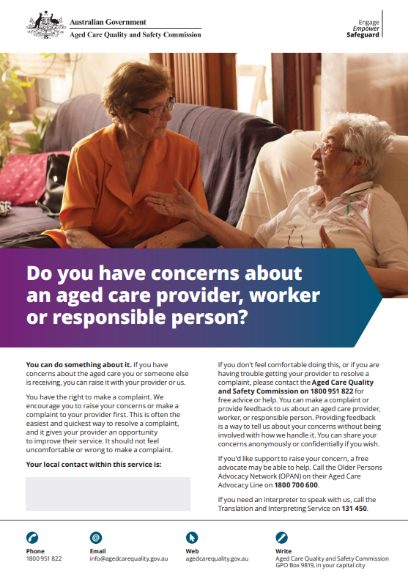 Australian Government
Aged Care Quality and Safety Commission
Engage
Empower
Safeguard
Do you have concerns about
an aged care provider, worker
or responsible person?
You can do something about it. If you have
concerns about the aged care you or someone else
is receiving, you can raise it with your provider or us.
You have the right to make a complaint. We
encourage you to raise your concerns or make a
complaint to your provider first. This is often the
easiest and quickest way to resolve a complaint,
and it gives your provider an opportunity
to improve their service. It should not feel
uncomfortable or wrong to make a complaint.
Your local contact within this service is:
If you don't feel comfortable doing this, or if you are
having trouble getting your provider to resolve a
complaint, please contact the Aged Care Quality
and Safety Commission on 1800 951 822 for
free advice or help. You can make a complaint or
provide feedback to us about an aged care provider,
worker, or responsible person. Providing feedback
is a way to tell us about your concerns without being
involved with how we handle it. You can share your
concerns anonymously or confidentially if you wish.
If you'd like support to raise your concern, a free
advocate may be able to help. Call the Older Persons
Advocacy Network (OPAN) on their Aged Care
Advocacy Line on 1800 700 600.
If you need an interpreter to speak with us, call the
Translation and Interpreting Service on 131 450.
Phone
1800 951 822
Email
info@agedcarequality.gov.au
Web
agedcarequality.gov.au
Write
Aged Care Quality and Safety Commission
GPO Box 9819, in your capital city